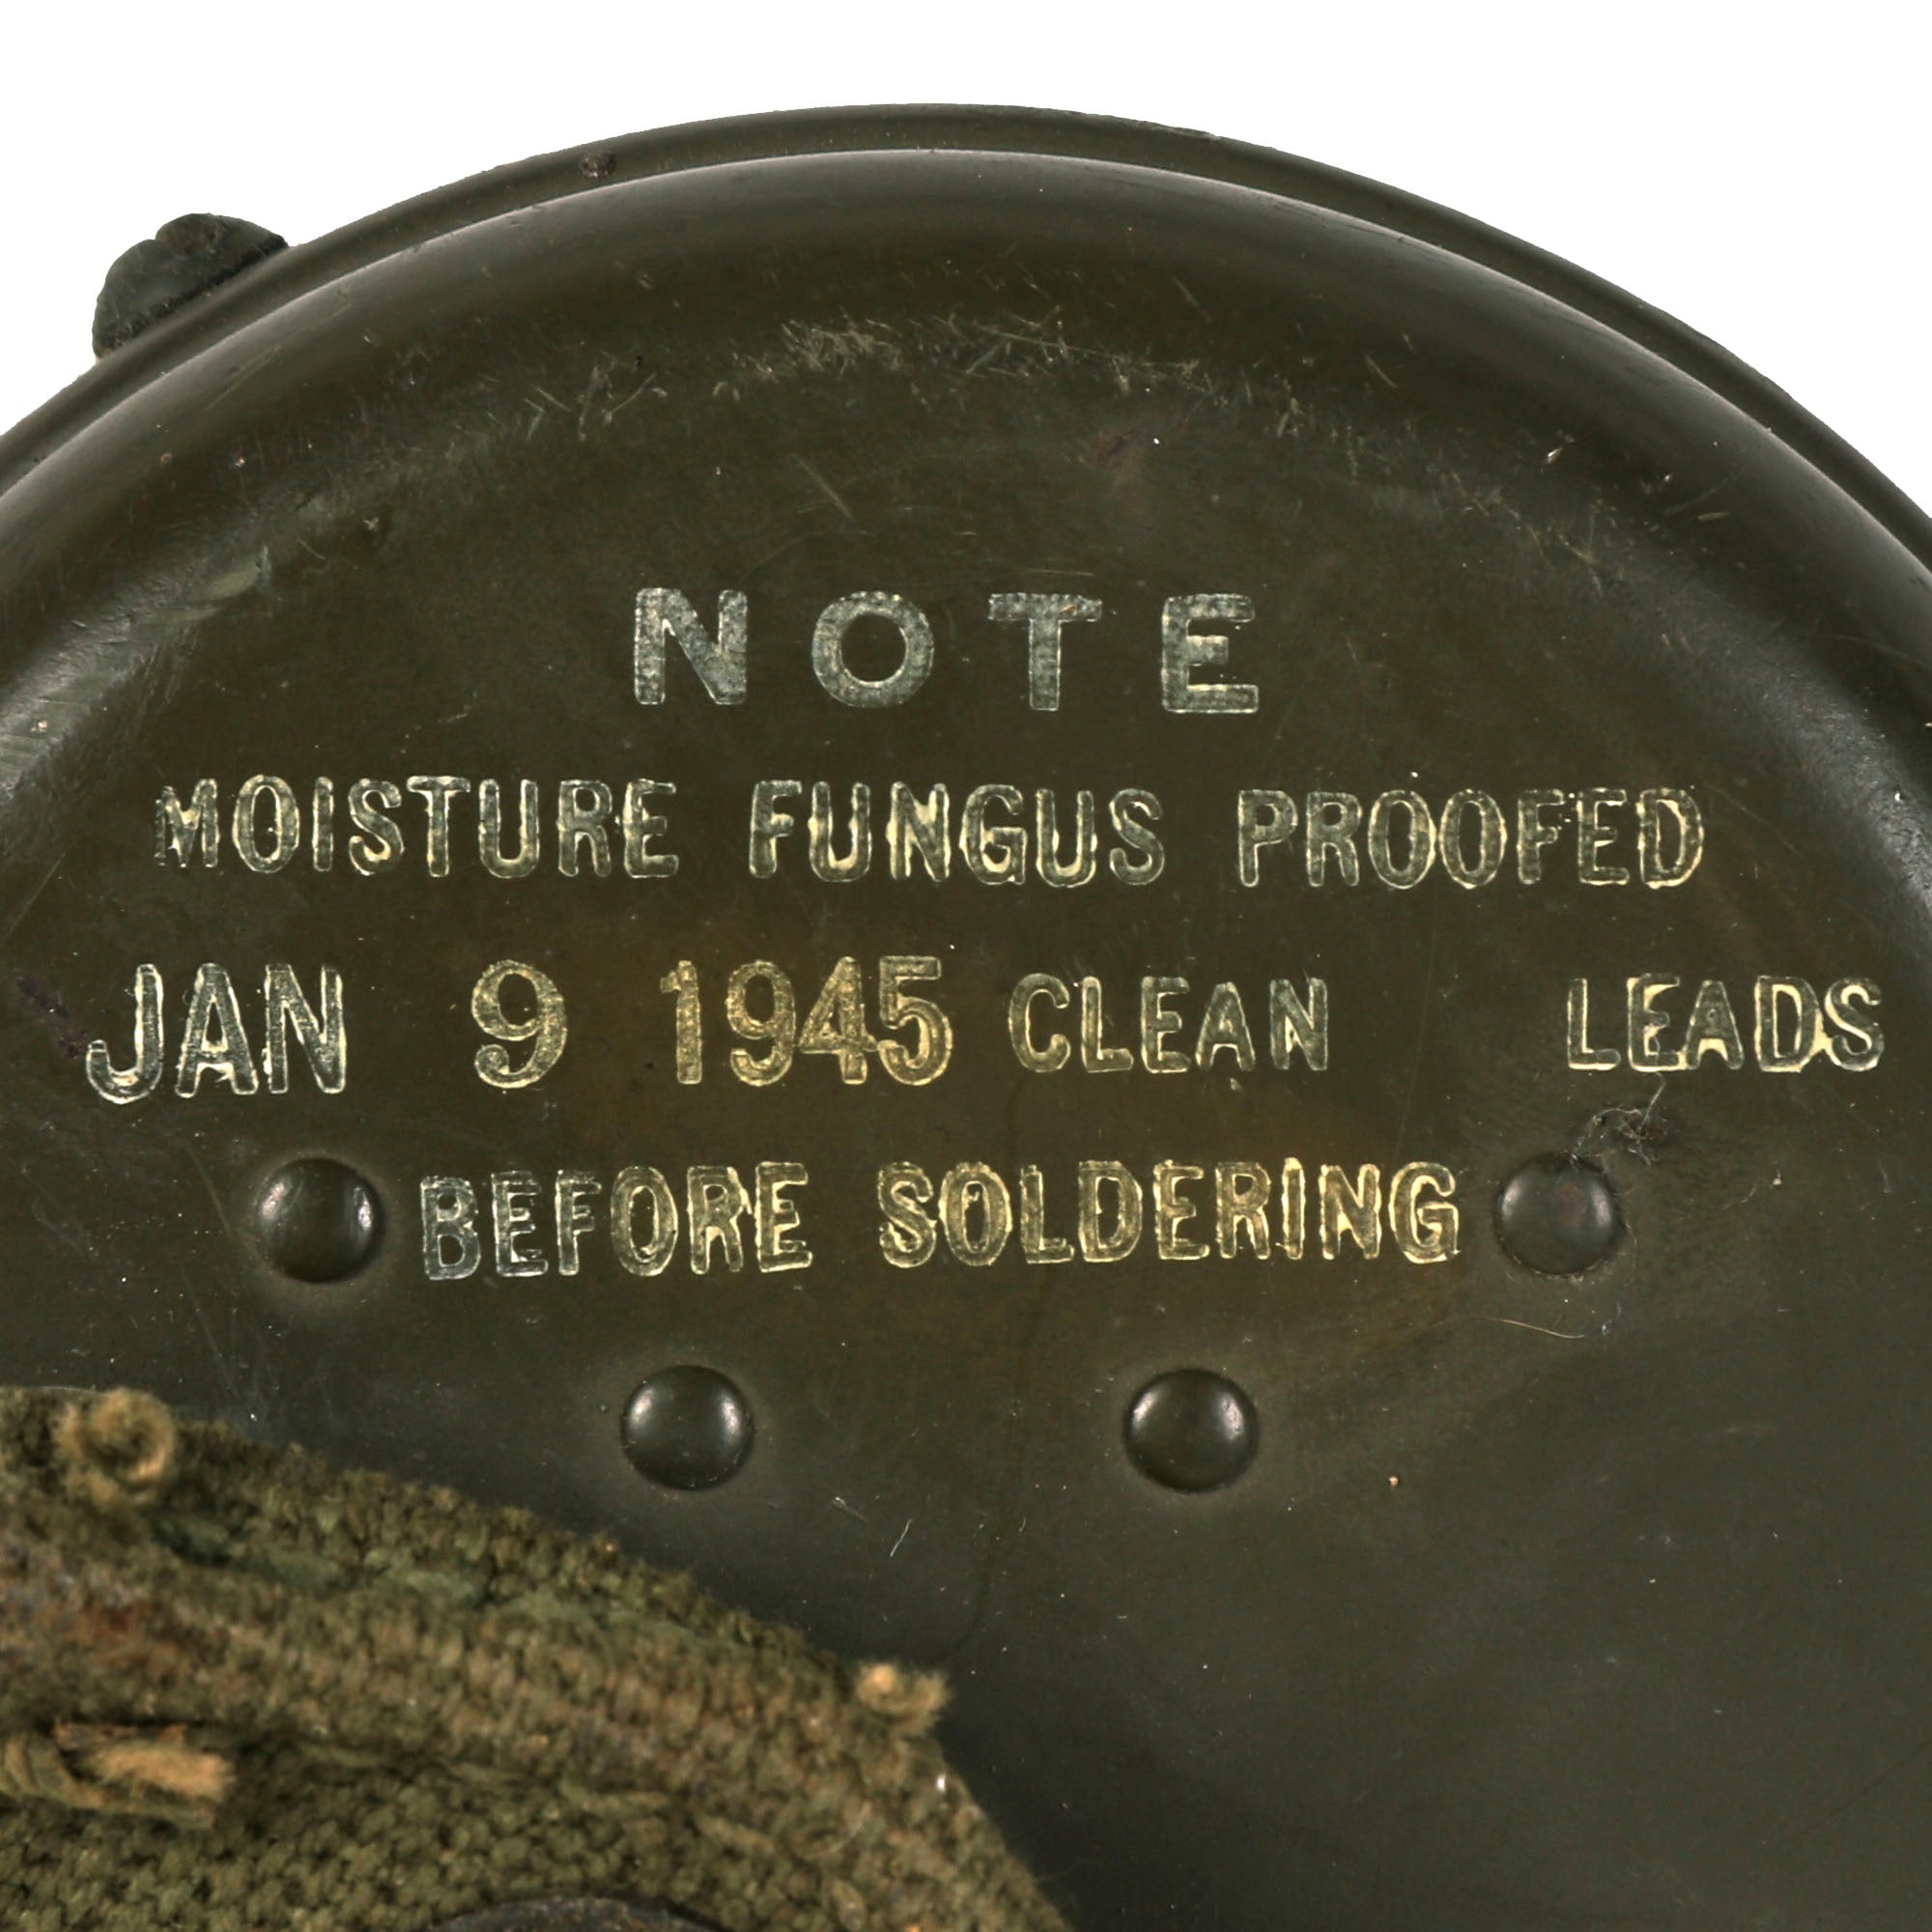 NOTE
MOISTURE FUNGUS PROOFED
JAN 9 1945 CLEAN LEADS
BEFORE SOLDERING